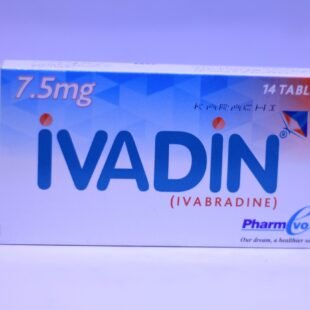 7.5mg
14 TABL
KARACHI
iVADiN®
(IVABRADINE)
PharmEvo
Our dream, a healthier so